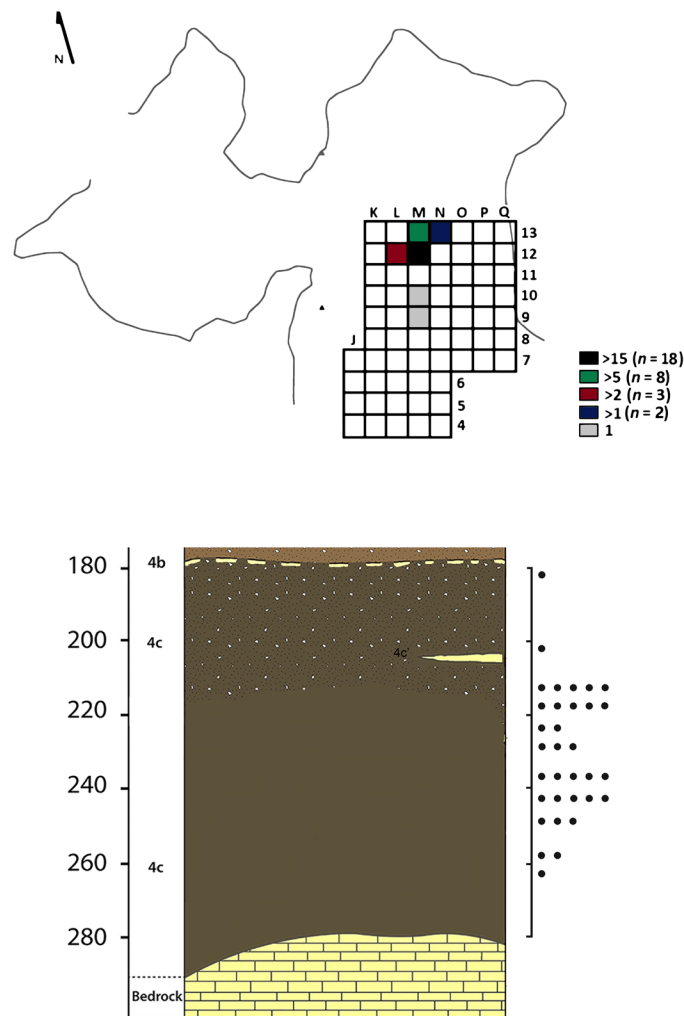 N
K L M N O P Q
13
12
11
10
9
8
J
7
6
5
4
>15 (n = 18)
>5 (n = 8)
>2 (n = 3)
>1 (n = 2)
1
180
4b
200
4c
4c'
220
240
260
4c
280
Bedrock